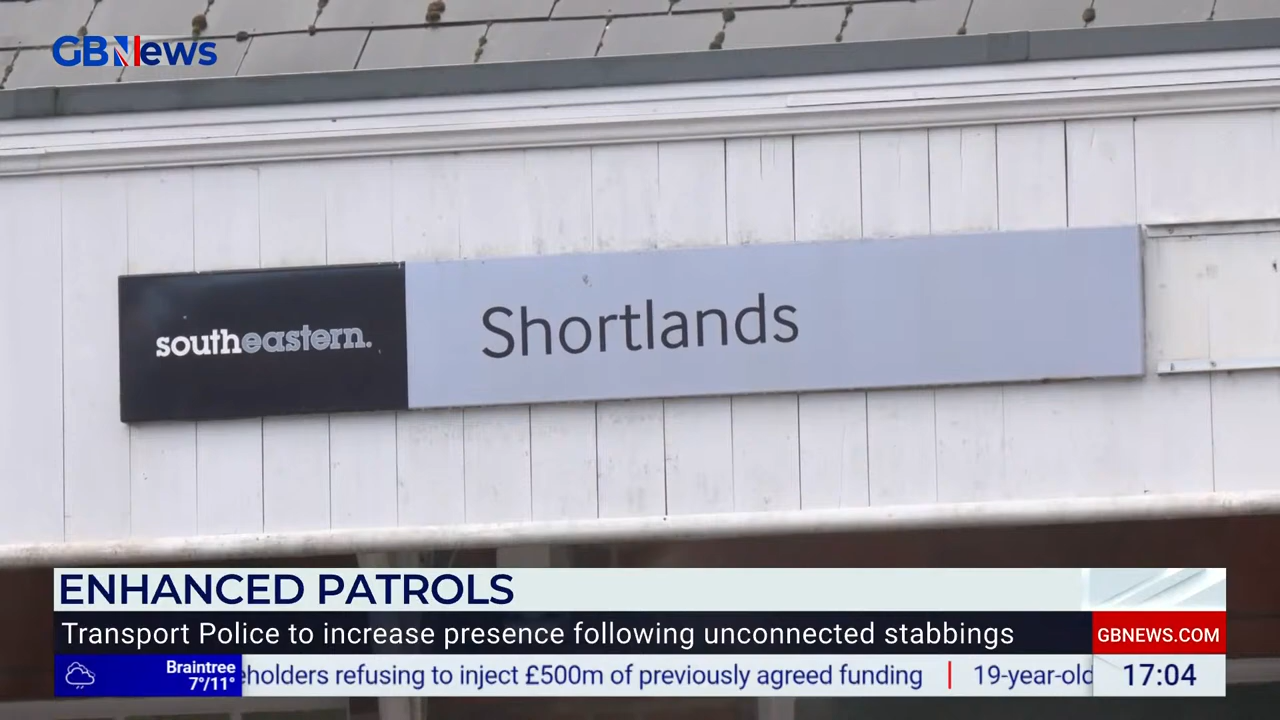 GBNews
southeastern.
Shortlands
ENHANCED PATROLS
Transport Police to increase presence following unconnected stabbings
GBNEWS.COM
Braintree
7°/11°
eholders refusing to inject £500m of previously agreed funding | 19-year-old
17:04